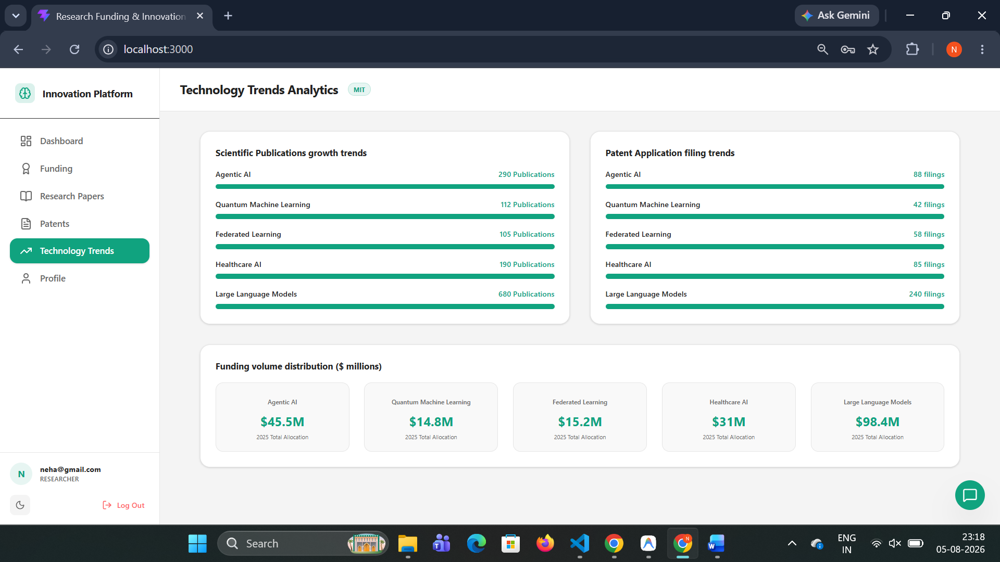 Research Funding & Innovation
Ask Gemini
localhost:3000
N
Innovation Platform
Technology Trends Analytics
MIT
Dashboard
Funding
Research Papers
Patents
Technology Trends
Profile
Scientific Publications growth trends
Agentic AI 290 Publications
Quantum Machine Learning 112 Publications
Federated Learning 105 Publications
Healthcare AI 190 Publications
Large Language Models 680 Publications
Patent Application filing trends
Agentic AI 88 filings
Quantum Machine Learning 42 filings
Federated Learning 58 filings
Healthcare AI 85 filings
Large Language Models 240 filings
Funding volume distribution ($ millions)
Agentic AI
$45.5M
2025 Total Allocation
Quantum Machine Learning
$14.8M
2025 Total Allocation
Federated Learning
$15.2M
2025 Total Allocation
Healthcare AI
$31M
2025 Total Allocation
Large Language Models
$98.4M
2025 Total Allocation
N
neha@gmail.com
RESEARCHER
Log Out
Search
T
N
W
ENG
IN
23:18
05-08-2026